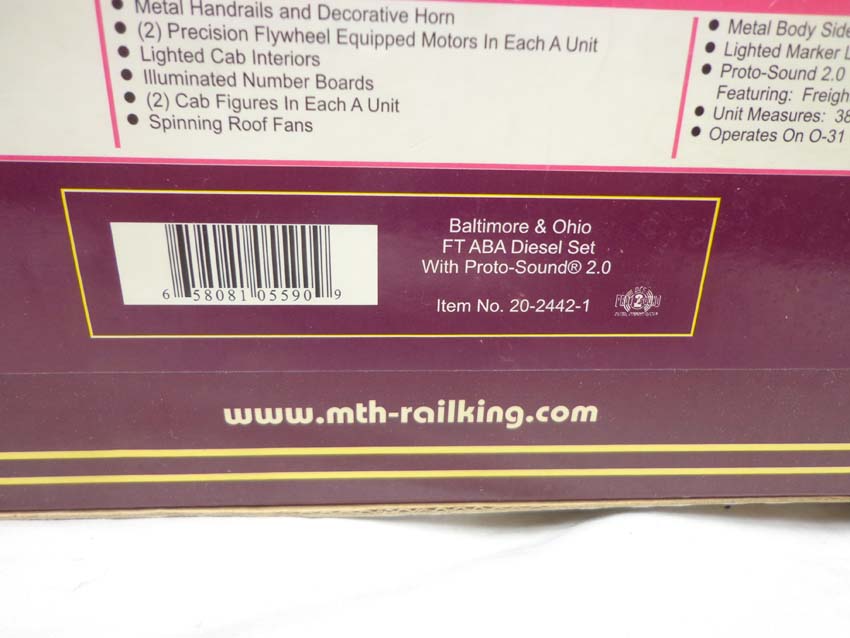 • Metal Handrails and Decorative Horn
• (2) Precision Flywheel Equipped Motors In Each A Unit
• Lighted Cab Interiors
• Illuminated Number Boards
• (2) Cab Figures In Each A Unit
• Spinning Roof Fans
• Metal Body Side
• Lighted Marker L
• Proto-Sound 2.0
Featuring: Freigh
• Unit Measures: 38
• Operates On O-31
6 58081 05590 9
Baltimore & Ohio
FT ABA Diesel Set
With Proto-Sound® 2.0
Item No. 20-2442-1
www.mth-railking.com